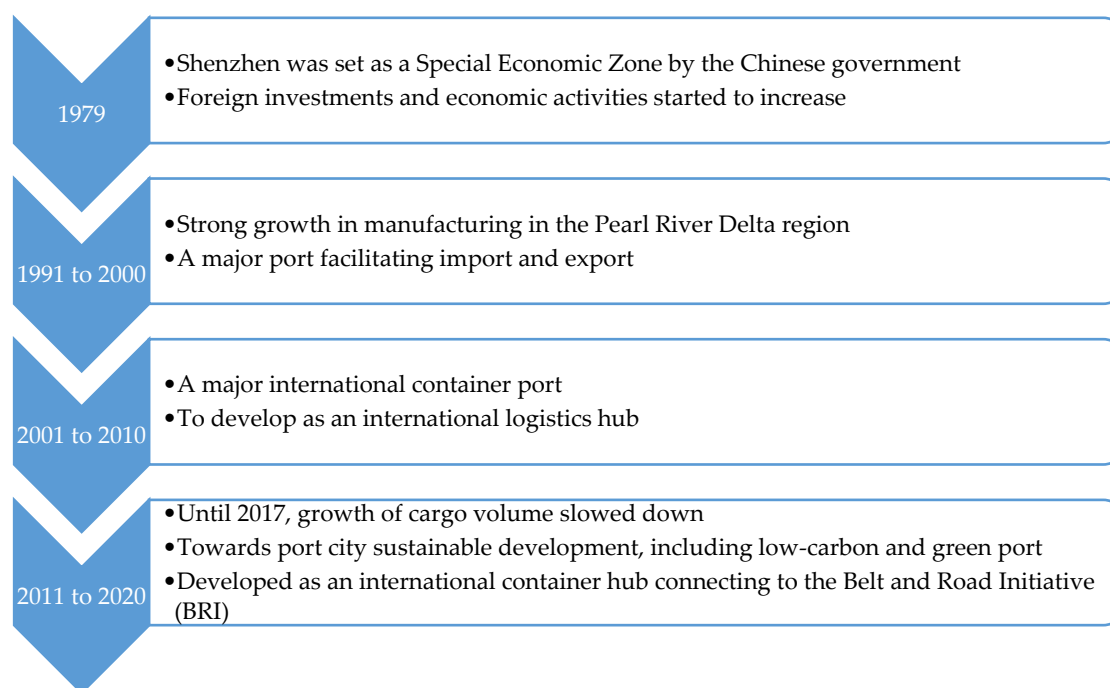 1979
•Shenzhen was set as a Special Economic Zone by the Chinese government
•Foreign investments and economic activities started to increase
1991 to 2000
•Strong growth in manufacturing in the Pearl River Delta region
•A major port facilitating import and export
2001 to 2010
•A major international container port
•To develop as an international logistics hub
2011 to 2020
•Until 2017, growth of cargo volume slowed down
•Towards port city sustainable development, including low-carbon and green port
•Developed as an international container hub connecting to the Belt and Road Initiative
(BRI)